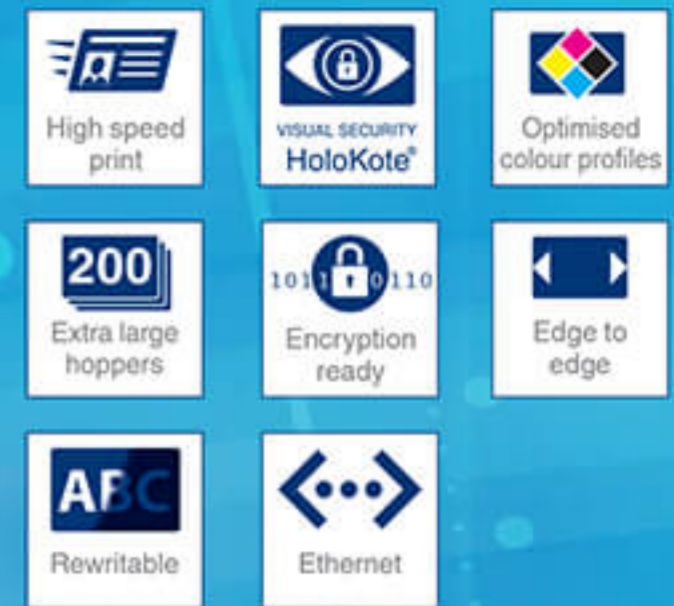 High speed
print
VISUAL SECURITY
HoloKote®
Optimised
colour profiles
200
Extra large
hoppers
1011 0110
Encryption
ready
Edge to
edge
ABC
Rewritable
Ethernet